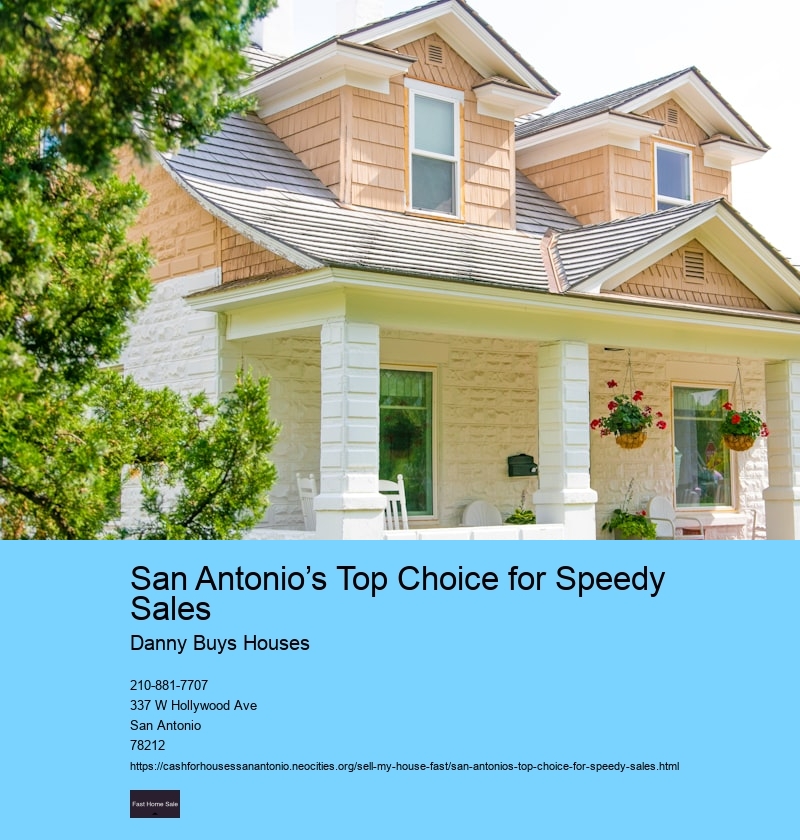 San Antonio’s Top Choice for Speedy
Sales
Danny Buys Houses
210-881-7707
337 W Hollywood Ave
San Antonio
78212
https://cashforhousessanantonio.neocities.org/sell-my-house-fast/san-antonios-top-choice-for-speedy-sales.html
Fast Home Sale